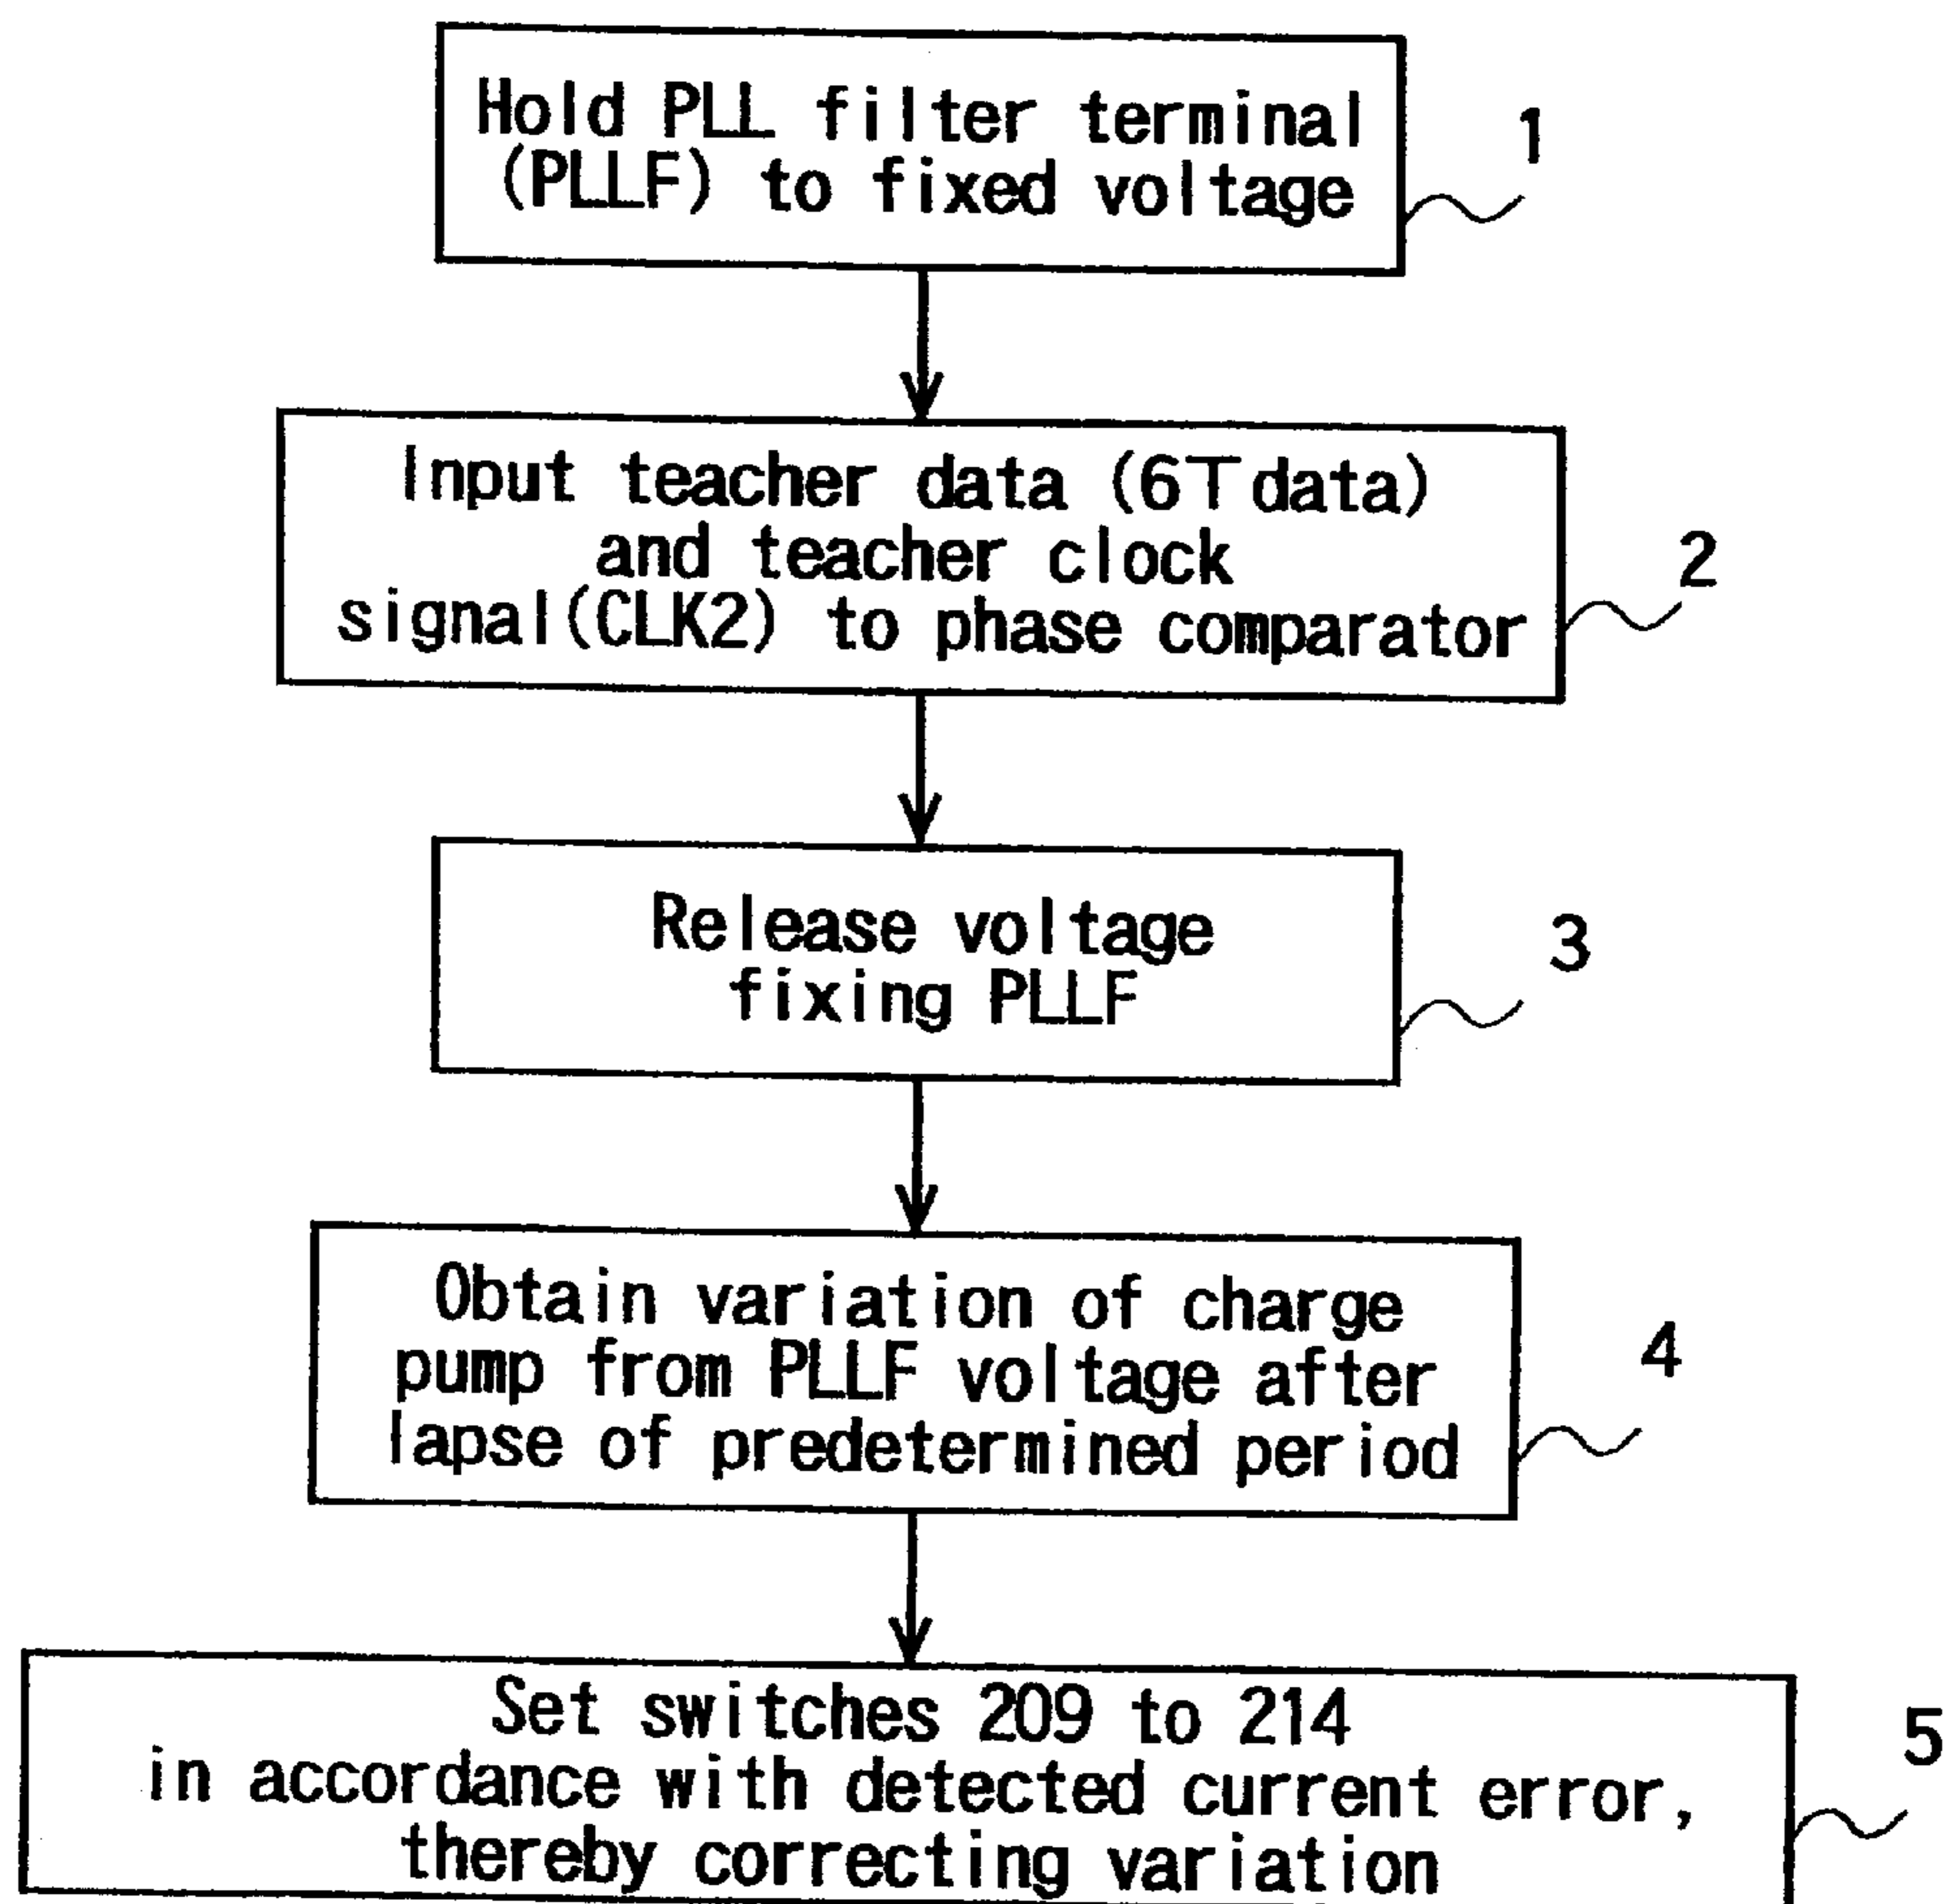 Hold PLL filter terminal
(PLLF) to fixed voltage
1
Input teacher data (6T data)
and teacher clock
signal(CLK2) to phase comparator
2
Release voltage
fixing PLLF
3
Obtain variation of charge
pump from PLLF voltage after
lapse of predetermined period
4
Set switches 209 to 214
in accordance with detected current error,
thereby correcting variation
5